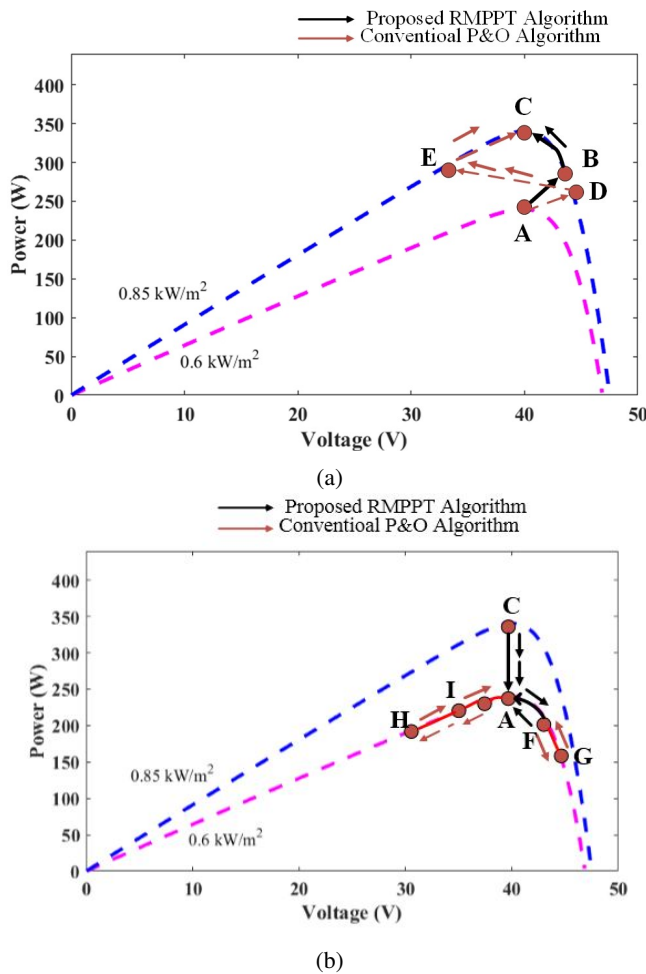 Proposed RMPPT Algorithm
Conventioal P&O Algorithm
C
E
B
D
A
0.85 kW/m²
0.6 kW/m²
Power (W)
400
350
300
250
200
150
100
50
0
0 10 20 30 40 50
Voltage (V)
(a)
Proposed RMPPT Algorithm
Conventioal P&O Algorithm
C
I
H
A
F
G
0.85 kW/m²
0.6 kW/m²
Power (W)
400
350
300
250
200
150
100
50
0
0 10 20 30 40 50
Voltage (V)
(b)